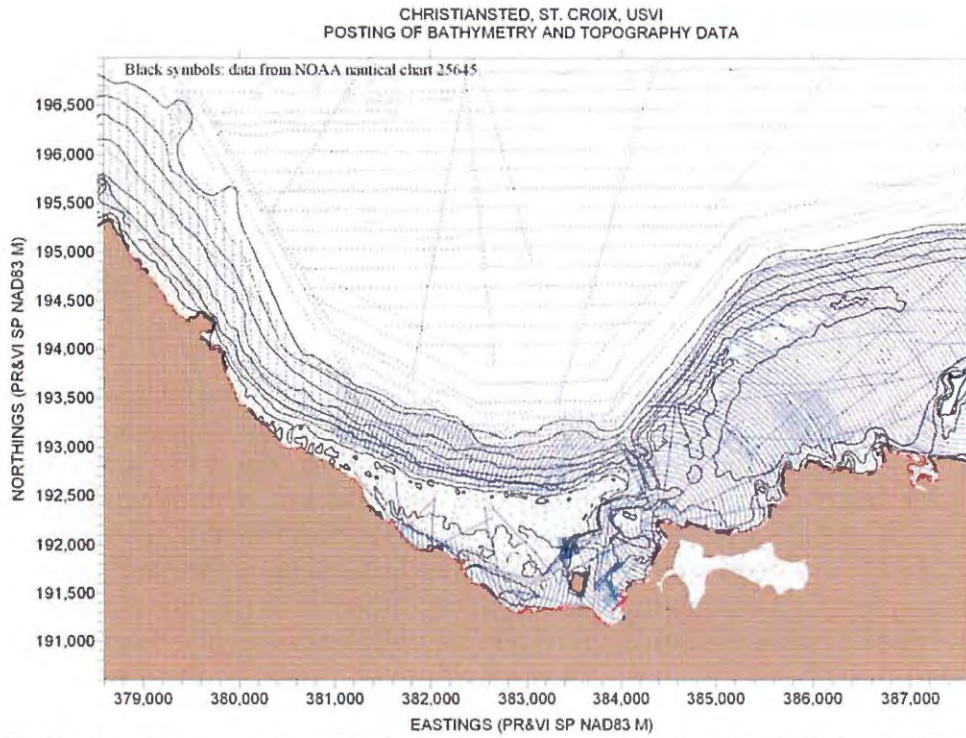 CHRISTIANSTED, ST. CROIX, USVI
POSTING OF BATHYMETRY AND TOPOGRAPHY DATA
Black symbols: data from NOAA nautical chart 25645
NORTHINGS (PR&VI SP NAD83 M)
196,500
196,000
195,500
195,000
194,500
194,000
193,500
193,000
192,500
192,000
191,500
191,000
379,000 380,000 381,000 382,000 383,000 384,000 385,000 386,000 387,000
EASTINGS (PR&VI SP NAD83 M)